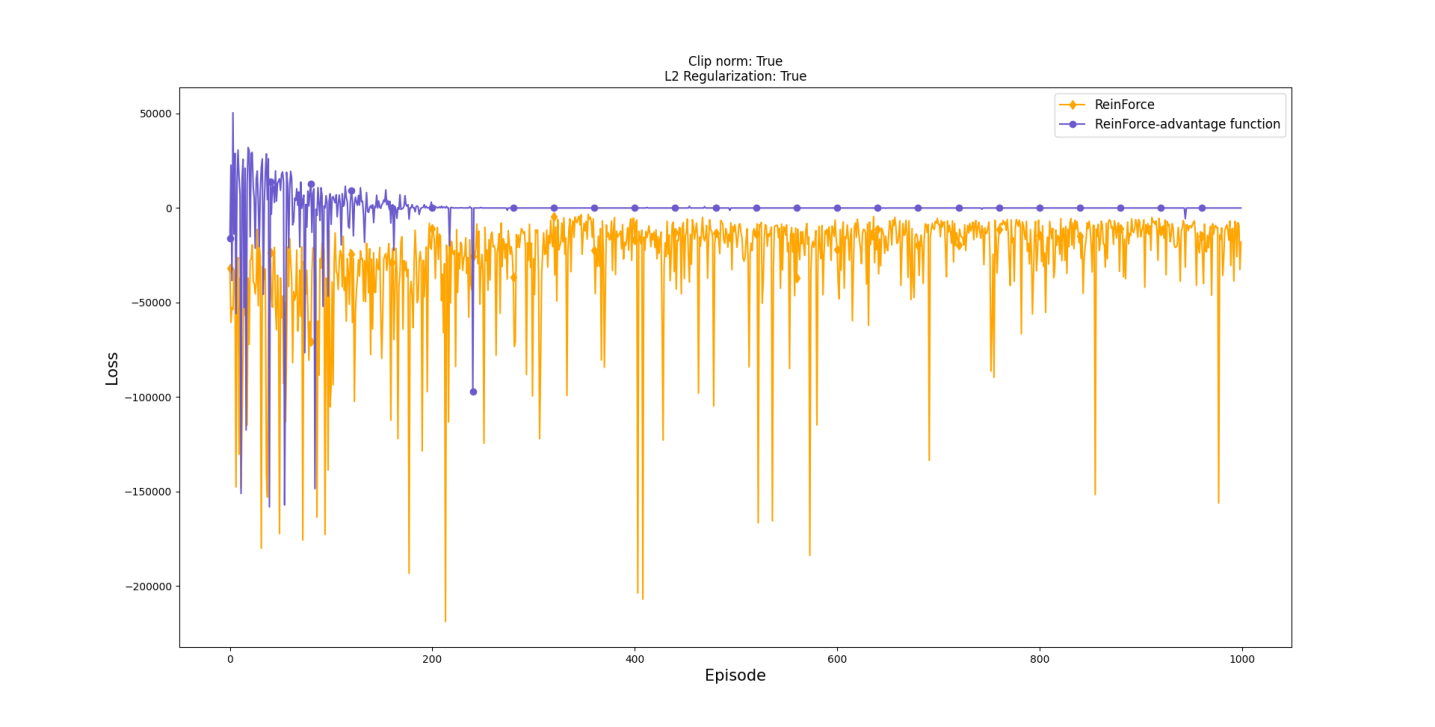 Clip norm: True
L2 Regularization: True
ReinForce
ReinForce-advantage function
50000
0
−50000
−100000
−150000
−200000
Loss
0 200 400 600 800 1000
Episode